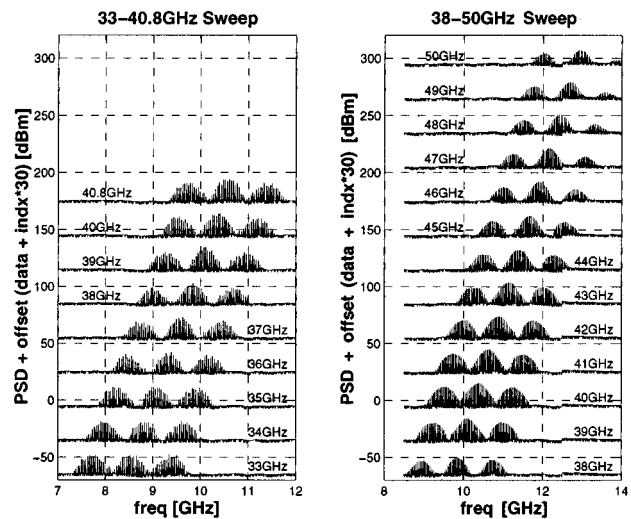 33-40.8GHz Sweep
PSD + offset (data + indx*30) [dBm]
300
250
200
150
100
50
0
-50
40.8GHz
40GHz
39GHz
38GHz
37GHz
36GHz
35GHz
34GHz
33GHz
7 8 9 10 11 12
freq [GHz]
38-50GHz Sweep
PSD + offset (data + indx*30) [dBm]
300
250
200
150
100
50
0
-50
50GHz
49GHz
48GHz
47GHz
46GHz
45GHz
44GHz
43GHz
42GHz
41GHz
40GHz
39GHz
38GHz
10 12 14
freq [GHz]